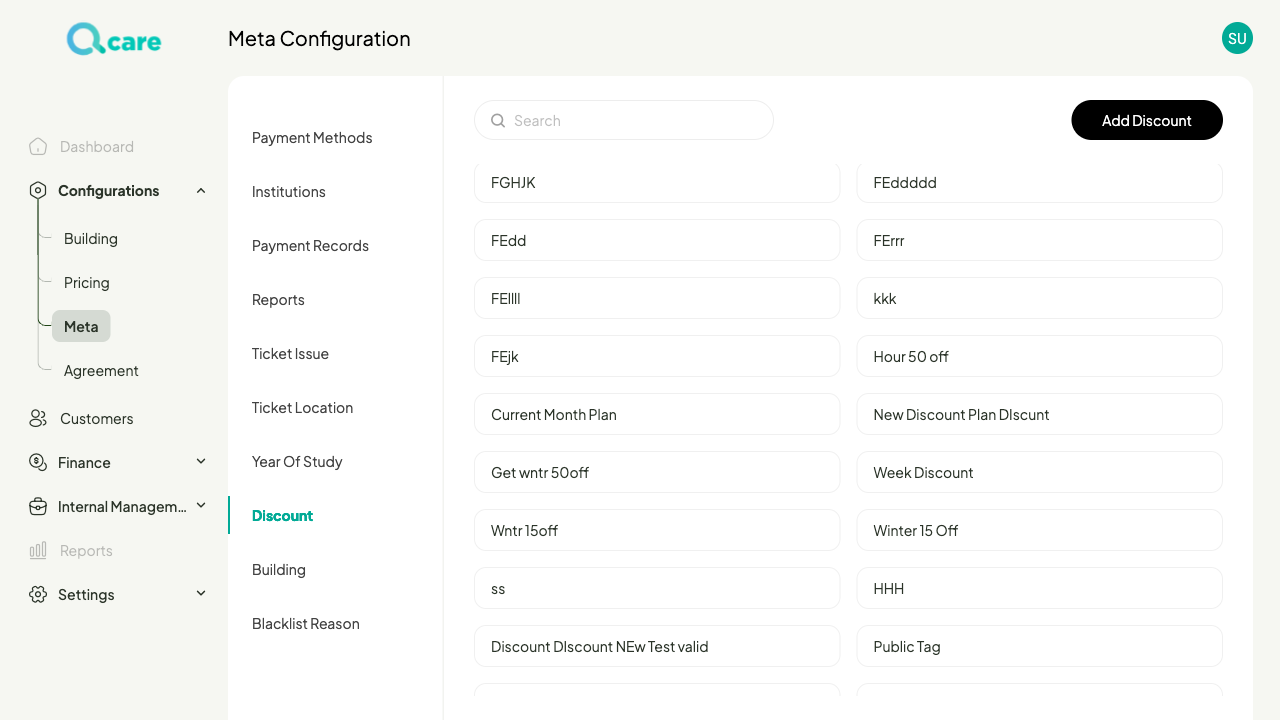 Qcare
Meta Configuration
SU
Dashboard
Configurations
Building
Pricing
Meta
Agreement
Customers
Finance
Internal Managem...
Reports
Settings
Payment Methods
Institutions
Payment Records
Reports
Ticket Issue
Ticket Location
Year Of Study
Discount
Building
Blacklist Reason
Search
Add Discount
FGHJK
FEddddd
FEdd
FErrr
FEllll
kkk
FEjk
Hour 50 off
Current Month Plan
New Discount Plan DIscunt
Get wntr 50off
Week Discount
Wntr 15off
Winter 15 Off
ss
HHH
Discount DIscount NEw Test valid
Public Tag